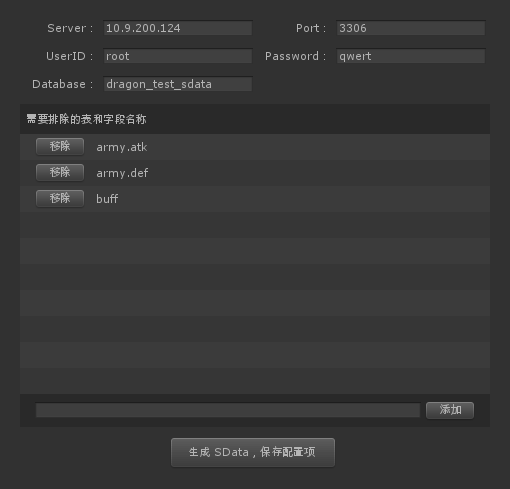 Server : 10.9.200.124 Port : 3306
UserID : root Password : qwert
Database : dragon_test_sdata
需要排除的表和字段名称
移除 army.atk
移除 army.def
移除 buff
添加
生成 SData , 保存配置项